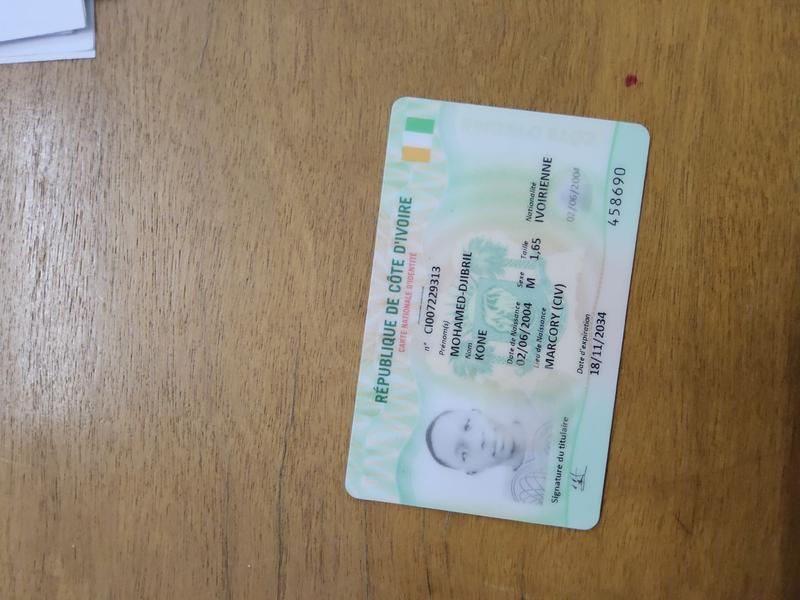 RÉPUBLIQUE DE CÔTE D'IVOIRE
CARTE NATIONALE D'IDENTITÉ
n° CI007229313
Prénom(s)
MOHAMED-DJIBRIL
Nom
KONE
Date de Naissance Sexe Taille Nationalité
02/06/2004 M 1,65 IVOIRIENNE
Lieu de Naissance
MARCORY (CIV)
02/06/2004
Date d'expiration
18/11/2034
458690
Signature du titulaire